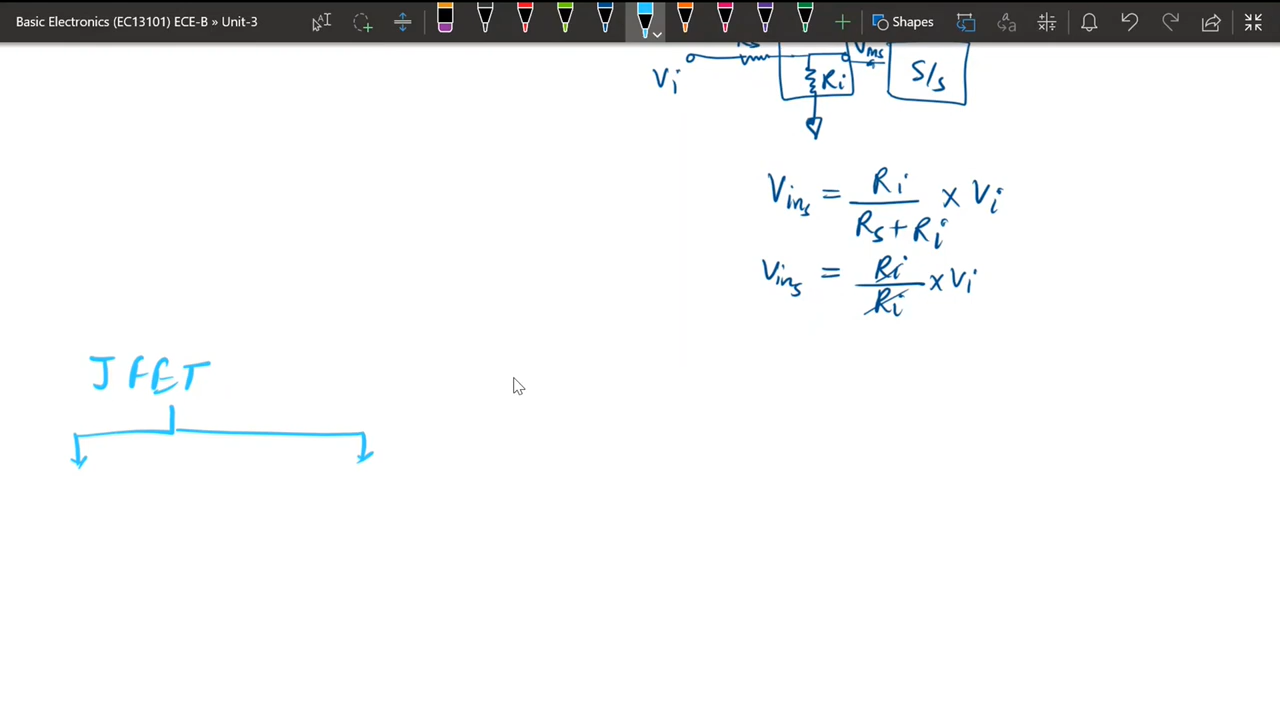 Basic Electronics (EC13101) ECE-B » Unit-3
Shapes
Vi
Ri
S/s
Vins = Ri / Rs + Ri × Vi
Vins = Ri / Ri × Vi
JFET